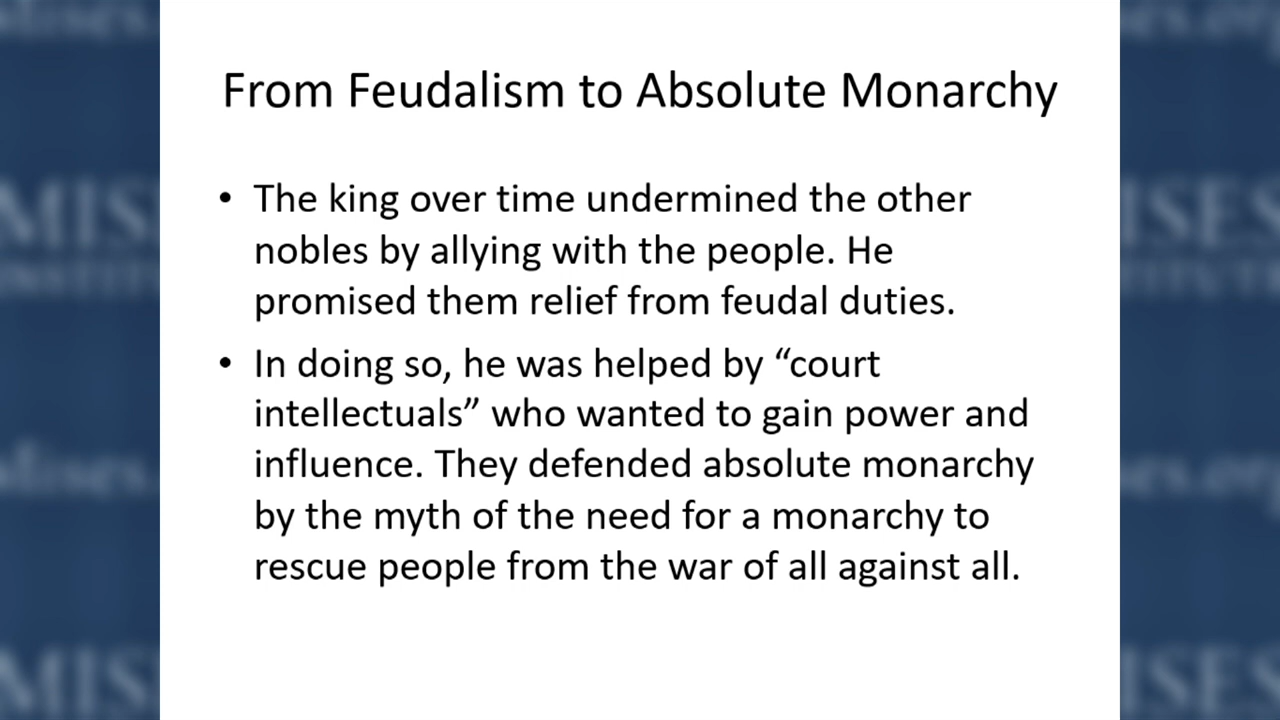 From Feudalism to Absolute Monarchy
• The king over time undermined the other
nobles by allying with the people. He
promised them relief from feudal duties.
• In doing so, he was helped by “court
intellectuals” who wanted to gain power and
influence. They defended absolute monarchy
by the myth of the need for a monarchy to
rescue people from the war of all against all.